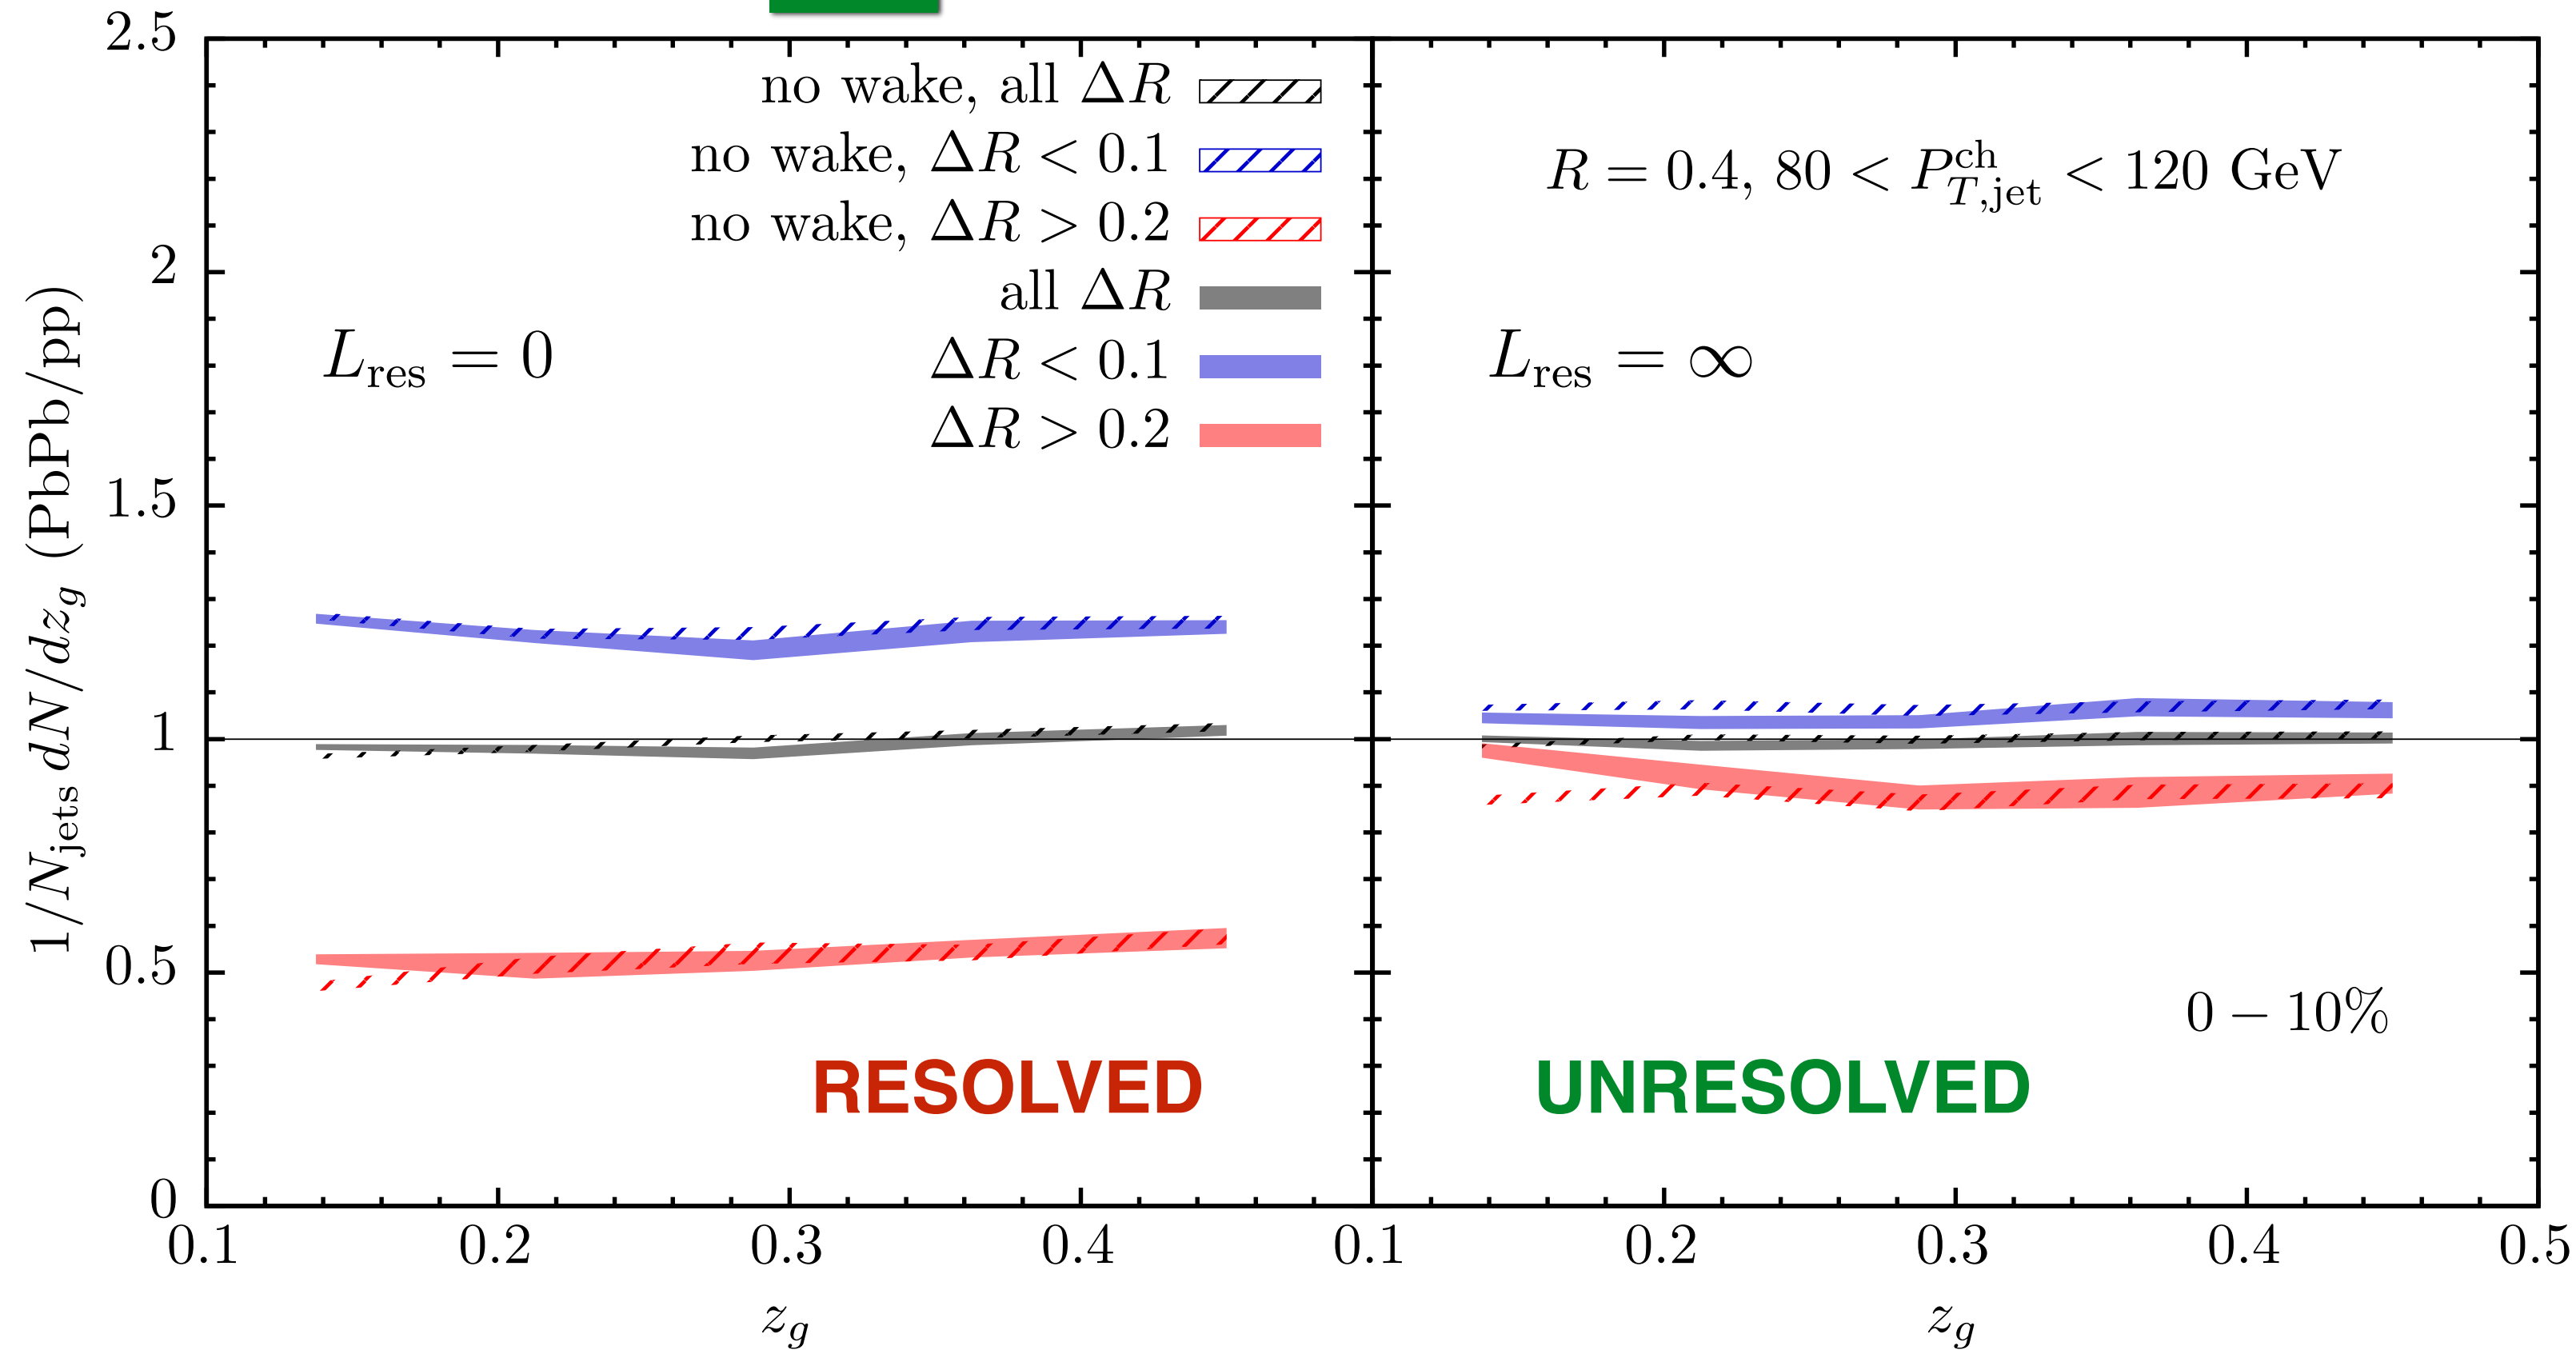 2.5
2
1.5
1
0.5
0
1/N_jets dN/dz_g (PbPb/pp)
no wake, all ΔR
no wake, ΔR < 0.1
no wake, ΔR > 0.2
all ΔR
ΔR < 0.1
ΔR > 0.2
L_res = 0
RESOLVED
R = 0.4, 80 < P_{T,jet}^{ch} < 120 GeV
L_res = ∞
0 − 10%
UNRESOLVED
0.1 0.2 0.3 0.4 0.1 0.2 0.3 0.4 0.5
z_g z_g